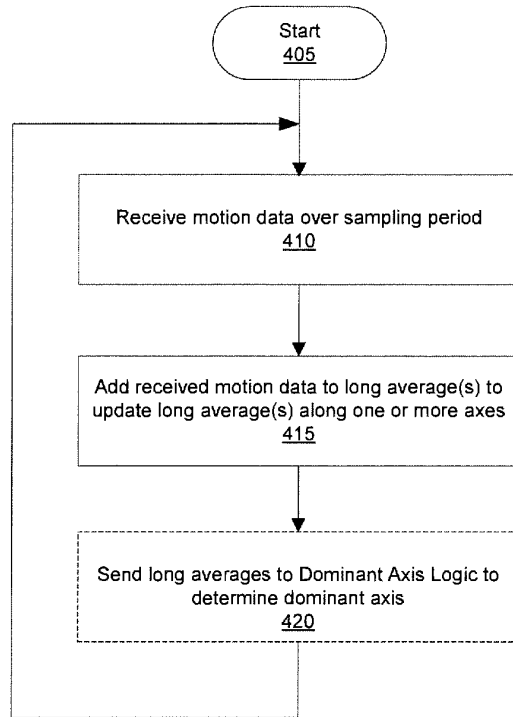 Start
405
Receive motion data over sampling period
410
Add received motion data to long average(s) to
update long average(s) along one or more axes
415
Send long averages to Dominant Axis Logic to
determine dominant axis
420